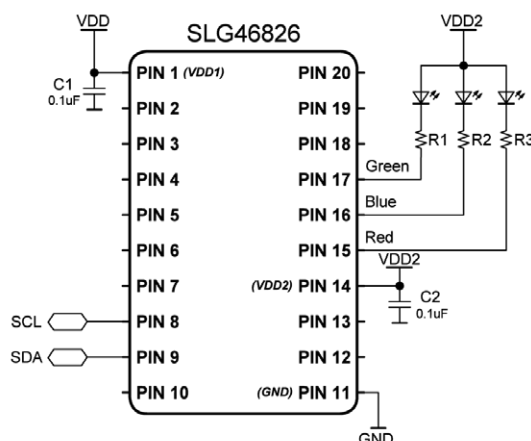 VDD
SLG46826
VDD2
C1
0.1uF
PIN 1 (VDD1)
PIN 20
PIN 2
PIN 19
PIN 3
PIN 18
R1
R2
R3
PIN 4
PIN 17
Green
PIN 5
PIN 16
Blue
PIN 6
PIN 15
Red
VDD2
PIN 7
(VDD2) PIN 14
C2
0.1uF
SCL
PIN 8
PIN 13
SDA
PIN 9
PIN 12
PIN 10
(GND) PIN 11
GND